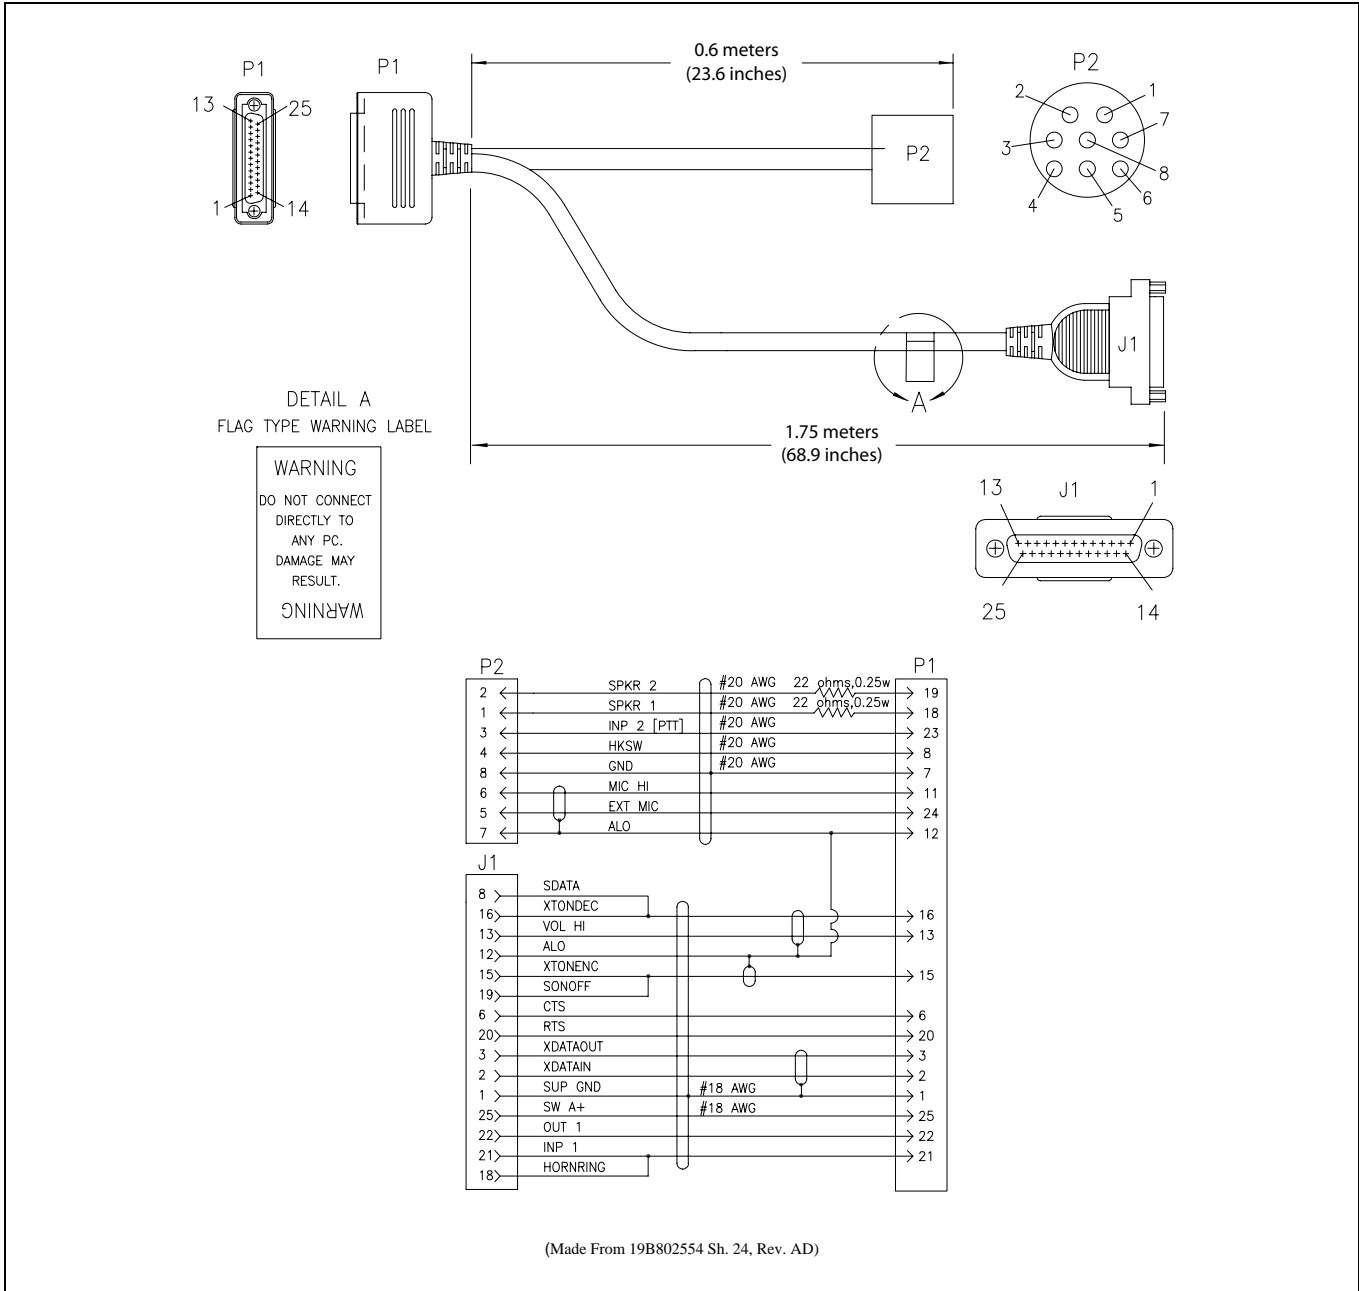 0.6 meters
(23.6 inches)
P1
P1
P2
13
25
1
14
P2
2
1
3
7
8
4
5
6
J1
A
DETAIL A
FLAG TYPE WARNING LABEL
1.75 meters
(68.9 inches)
WARNING
DO NOT CONNECT
DIRECTLY TO
ANY PC.
DAMAGE MAY
RESULT.
WARNING
13
J1
1
25
14
P2
P1
2 SPKR 2 #20 AWG 22 ohms,0.25w 19
1 SPKR 1 #20 AWG 22 ohms,0.25w 18
3 INP 2 [PTT] #20 AWG 23
4 HKSW #20 AWG 8
8 GND #20 AWG 7
6 MIC HI 11
5 EXT MIC 24
7 ALO 12
J1
8 SDATA
16 XTONDEC 16
13 VOL HI 13
12 ALO
15 XTONENC 15
19 SONOFF
6 CTS 6
20 RTS 20
3 XDATAOUT 3
2 XDATAIN 2
1 SUP GND #18 AWG 1
25 SW A+ #18 AWG 25
22 OUT 1 22
21 INP 1 21
18 HORNRING
(Made From 19B802554 Sh. 24, Rev. AD)